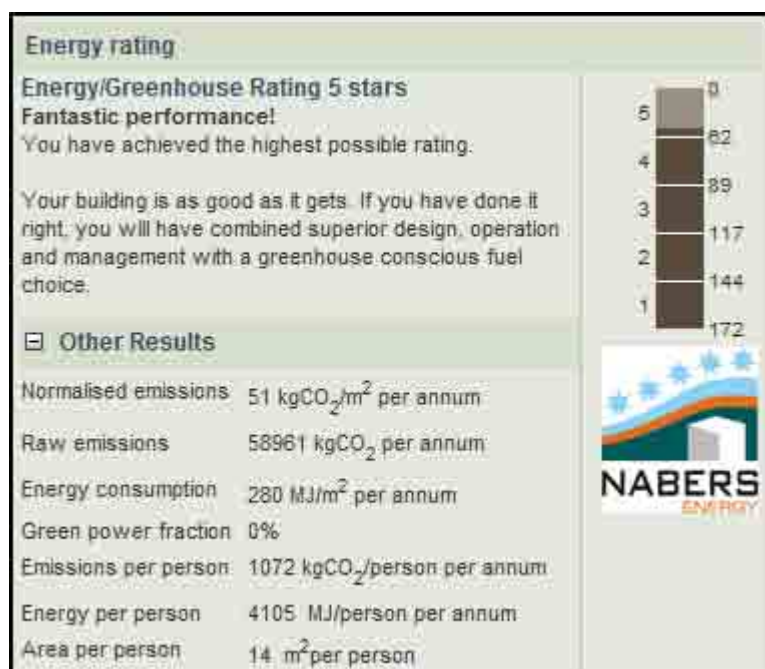 Energy rating
Energy/Greenhouse Rating 5 stars
Fantastic performance!
You have achieved the highest possible rating.
Your building is as good as it gets. If you have done it
right, you will have combined superior design, operation
and management with a greenhouse conscious fuel
choice.
Other Results
Normalised emissions 51 kgCO2/m² per annum
Raw emissions 58961 kgCO2 per annum
Energy consumption 280 MJ/m² per annum
Green power fraction 0%
Emissions per person 1072 kgCO2/person per annum
Energy per person 4105 MJ/person per annum
Area per person 14 m²per person
0
5
62
4
89
3
117
2
144
1
172
NABERS
ENERGY